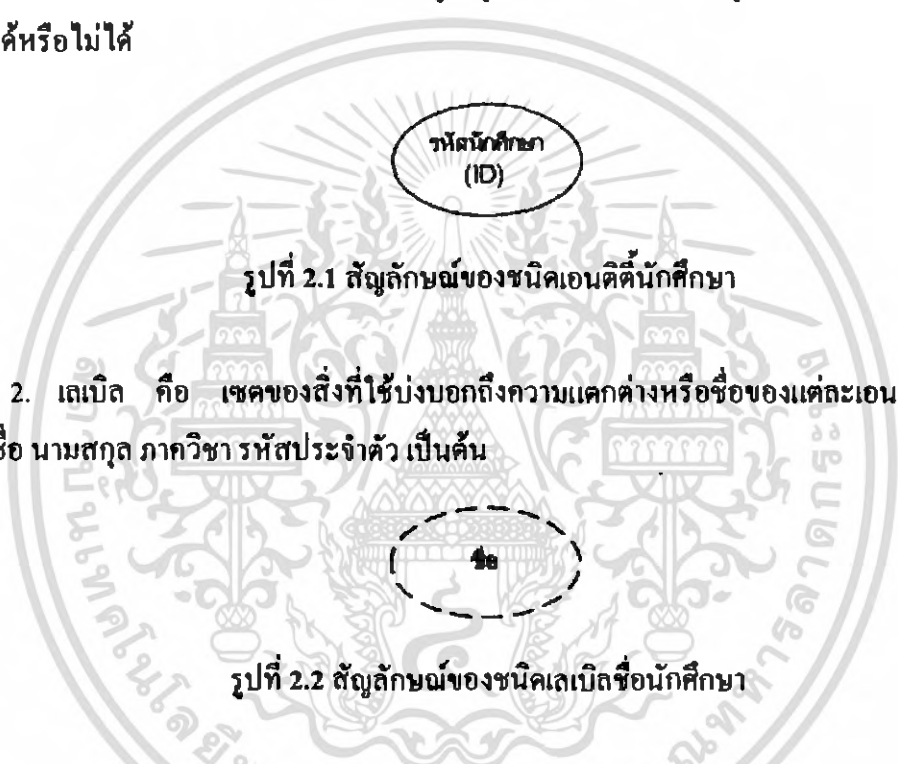 ค้หรือไม่ได้
รหัสนักศึกษา
(ID)
รูปที่ 2.1 สัญลักษณ์ของชนิดเอนติตี้นักศึกษา
2. เลเบิล คือ เซตของสิ่งที่ใช้บ่งบอกถึงความแตกต่างหรือชื่อของแต่ละเอน
ชื่อ นามสกุล ภาควิชา รหัสประจำตัว เป็นต้น
ชื่อ
รูปที่ 2.2 สัญลักษณ์ของชนิดเลเบิลชื่อนักศึกษา